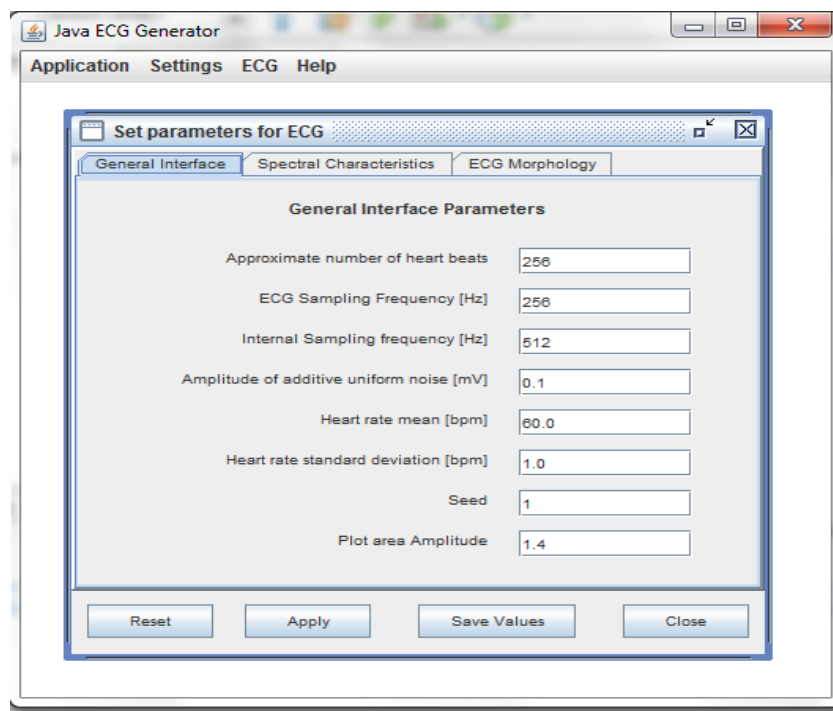 Java ECG Generator
Application Settings ECG Help
Set parameters for ECG
General Interface Spectral Characteristics ECG Morphology
General Interface Parameters
Approximate number of heart beats 256
ECG Sampling Frequency [Hz] 256
Internal Sampling frequency [Hz] 512
Amplitude of additive uniform noise [mV] 0.1
Heart rate mean [bpm] 60.0
Heart rate standard deviation [bpm] 1.0
Seed 1
Plot area Amplitude 1.4
Reset Apply Save Values Close